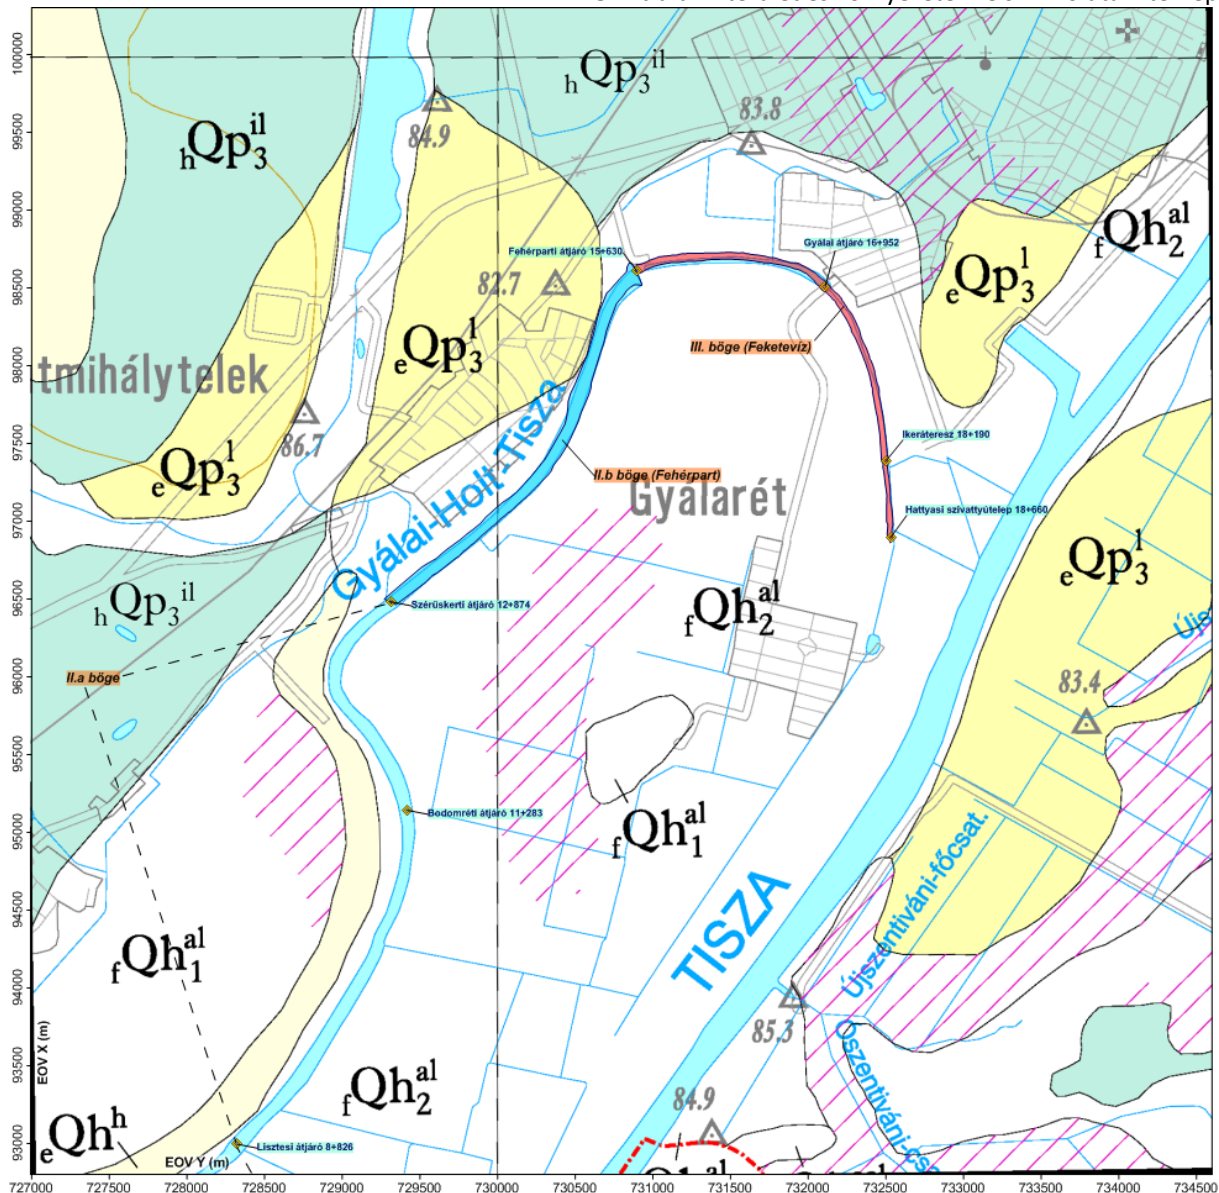 100000
99500
99000
98500
98000
97500
97000
96500
96000
95500
95000
94500
94000
93500
93000
EOV X (m)
hQp3il
hQp3il
84.9
83.8
fQh2al
Fehérparti átjáró 15+630
Gyálai átjáró 16+952
82.7
eQp3l
eQp3l
III. böge (Feketevíz)
tmihálytelek
86.7
Ikeráteresz 18+190
eQp3l
II.b böge (Fehérpart)
Gyálarét
Gyálai-Holt-Tisza
Hattyasi szivattyútelep 18+660
eQp3l
hQp3il
Szérüskerti átjáró 12+874
fQh2al
Újs
II.a böge
83.4
Bodomréti átjáró 11+283
fQh1al
TISZA
Újszentiváni-főcsat.
fQh1al
85.3
Ószentiváni-cso
fQh2al
84.9
eQhh
Lisztesi átjáró 8+826
EOV Y (m)
727000 727500 728000 728500 729000 729500 730000 730500 731000 731500 732000 732500 733000 733500 734000 734500